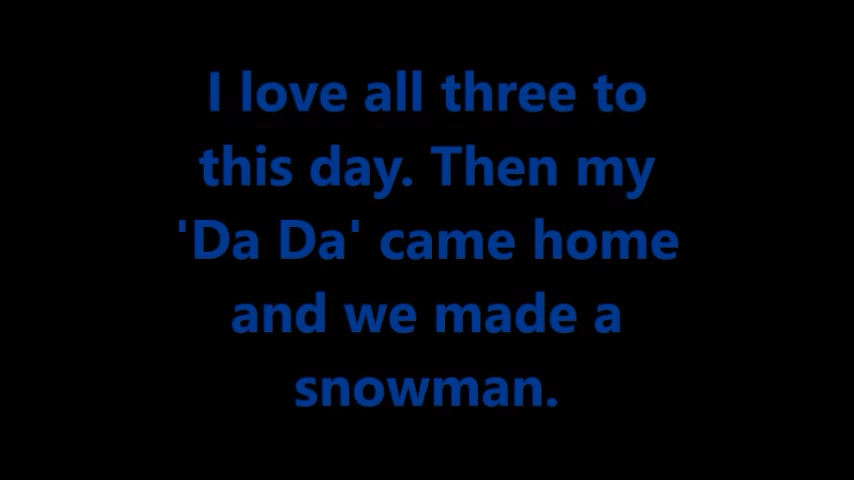 I love all three to
this day. Then my
'Da Da' came home
and we made a
snowman.